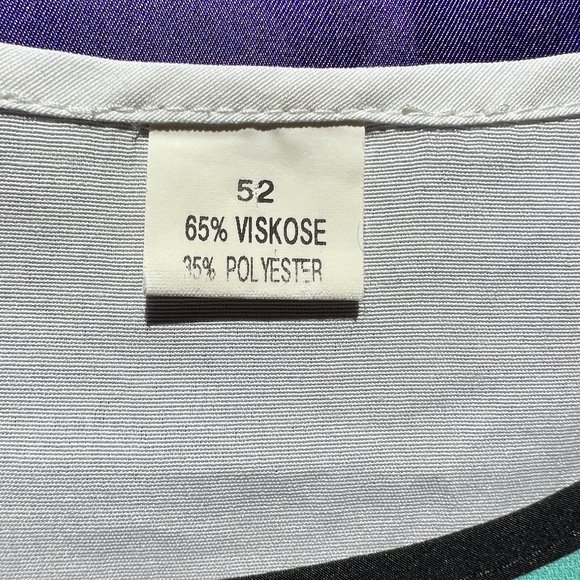 52
65% VISKOSE
35% POLYESTER